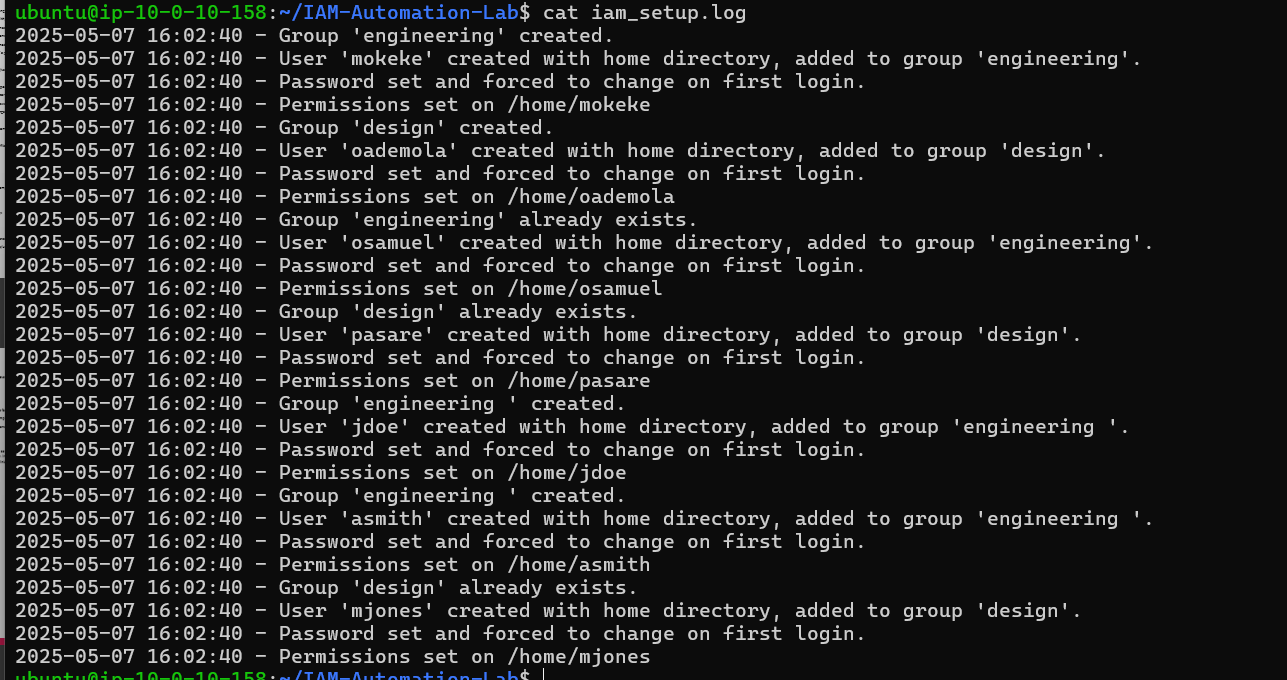 ubuntu@ip-10-0-10-158:~/IAM-Automation-Lab$ cat iam_setup.log
2025-05-07 16:02:40 - Group 'engineering' created.
2025-05-07 16:02:40 - User 'mokeke' created with home directory, added to group 'engineering'.
2025-05-07 16:02:40 - Password set and forced to change on first login.
2025-05-07 16:02:40 - Permissions set on /home/mokeke
2025-05-07 16:02:40 - Group 'design' created.
2025-05-07 16:02:40 - User 'oademola' created with home directory, added to group 'design'.
2025-05-07 16:02:40 - Password set and forced to change on first login.
2025-05-07 16:02:40 - Permissions set on /home/oademola
2025-05-07 16:02:40 - Group 'engineering' already exists.
2025-05-07 16:02:40 - User 'osamuel' created with home directory, added to group 'engineering'.
2025-05-07 16:02:40 - Password set and forced to change on first login.
2025-05-07 16:02:40 - Permissions set on /home/osamuel
2025-05-07 16:02:40 - Group 'design' already exists.
2025-05-07 16:02:40 - User 'pasare' created with home directory, added to group 'design'.
2025-05-07 16:02:40 - Password set and forced to change on first login.
2025-05-07 16:02:40 - Permissions set on /home/pasare
2025-05-07 16:02:40 - Group 'engineering ' created.
2025-05-07 16:02:40 - User 'jdoe' created with home directory, added to group 'engineering '.
2025-05-07 16:02:40 - Password set and forced to change on first login.
2025-05-07 16:02:40 - Permissions set on /home/jdoe
2025-05-07 16:02:40 - Group 'engineering ' created.
2025-05-07 16:02:40 - User 'asmith' created with home directory, added to group 'engineering '.
2025-05-07 16:02:40 - Password set and forced to change on first login.
2025-05-07 16:02:40 - Permissions set on /home/asmith
2025-05-07 16:02:40 - Group 'design' already exists.
2025-05-07 16:02:40 - User 'mjones' created with home directory, added to group 'design'.
2025-05-07 16:02:40 - Password set and forced to change on first login.
2025-05-07 16:02:40 - Permissions set on /home/mjones
ubuntu@ip-10-0-10-158:~/IAM-Automation-Lab$